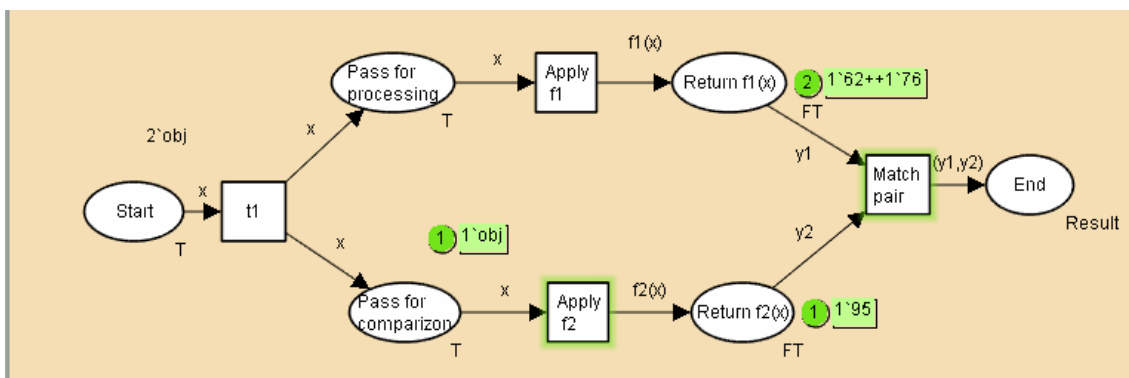 f1(x)
x
Pass for
processing
Apply
f1
Return f1(x)
2
1`62++1`76
T
FT
2`obj
x
y1
(y1,y2)
Match
pair
End
x
Start
t1
T
Result
1
1`obj
x
y2
x
f2(x)
Pass for
comparizon
Apply
f2
Return f2(x)
1
1`95
T
FT